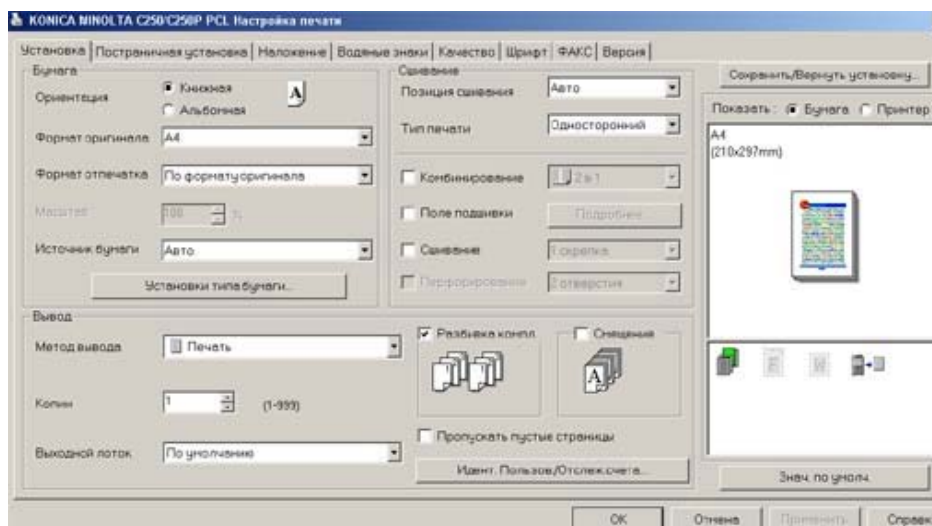 KONICA MINOLTA C250/C250P PCL Настройка печати
Установка Постраничная установка Наложение Водяные знаки Качество Шрифт ФАКС Версия
Бумага
Ориентация
Книжная
Альбомная
A
Формат оригинала A4
Формат отпечатка По формату оригинала
Масштаб 100 %
Источник бумаги Авто
Установки типа бумаги...
Сшивание
Позиция сшивания Авто
Тип печати Односторонний
Комбинирование 2 в 1
Поле подшивки Подробнее...
Сшивание 1 скрепка
Перфорирование 2 отверстия
Вывод
Метод вывода Печать
Копии 1 (1-999)
Выходной лоток По умолчанию
Разбивка компл.
Смещение
A
Пропускать пустые страницы
Идент. Пользов./Отслеж.счета...
Сохранить/Вернуть установку...
Показать: Бумага Принтер
A4
(210x297mm)
Знач. по умолч.
OK Отмена Применить Справк